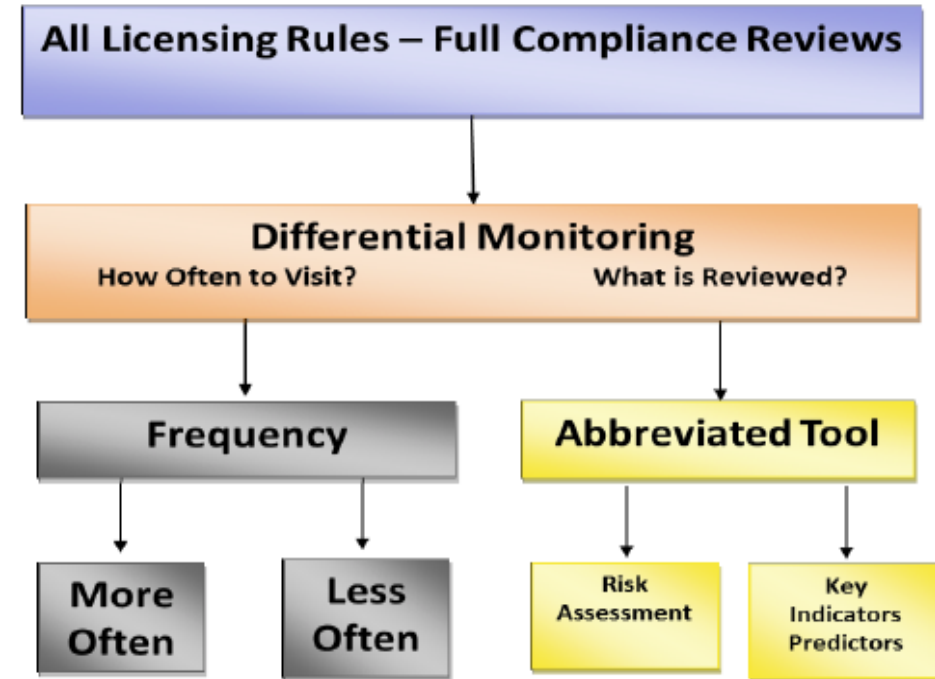 All Licensing Rules – Full Compliance Reviews
Differential Monitoring
How Often to Visit?
What is Reviewed?
Frequency
Abbreviated Tool
More
Often
Less
Often
Risk
Assessment
Key
Indicators
Predictors